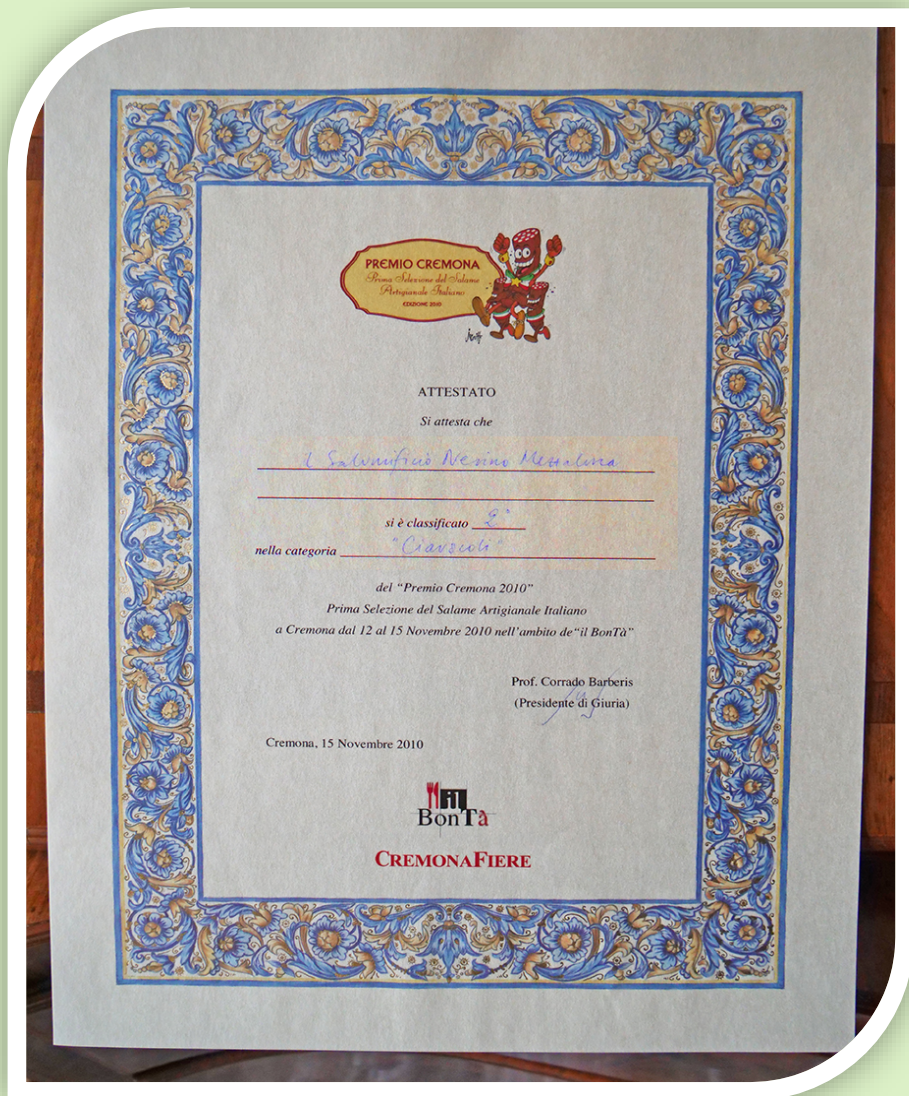 PREMIO CREMONA
Prima Selezione del Salame
Artigianale Italiano
EDIZIONE 2010
ATTESTATO
Si attesta che
l Salumificio
si è classificato 2°
nella categoria "Ciauscoli"
del "Premio Cremona 2010"
Prima Selezione del Salame Artigianale Italiano
a Cremona dal 12 al 15 Novembre 2010 nell'ambito de "il BonTà"
Prof. Corrado Barberis
(Presidente di Giuria)
Cremona, 15 Novembre 2010
il
BonTà
CREMONAFIERE